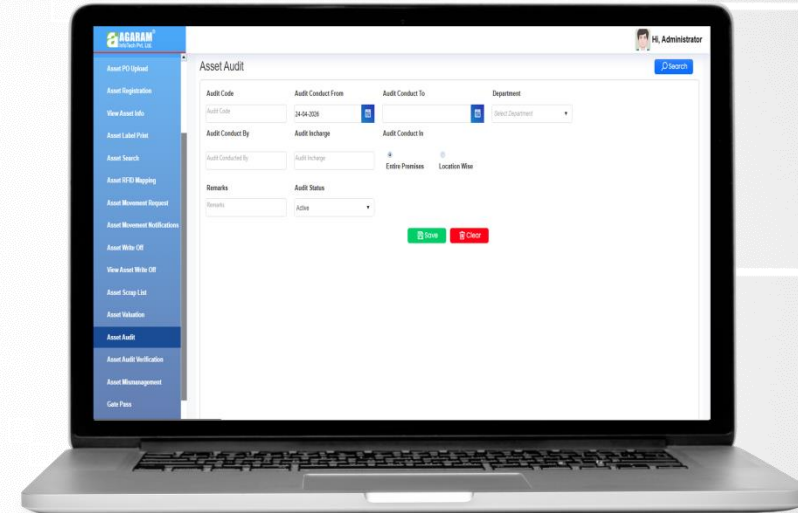 AGARAM
InfoTech Pvt. Ltd.
Hi, Administrator
Asset PO Upload
Asset Registration
View Asset Info
Asset Label Print
Asset Search
Asset RFID Mapping
Asset Movement Request
Asset Movement Notifications
Asset Write Off
View Asset Write Off
Asset Scrap List
Asset Valuation
Asset Audit
Asset Audit Verification
Asset Mismanagement
Gate Pass
Asset Audit
Search
Audit Code
Audit Conduct From
Audit Conduct To
Department
Audit Code
24-04-2026
Select Department
Audit Conduct By
Audit Incharge
Audit Conduct In
Audit Conducted By
Audit Incharge
Entire Premises
Location Wise
Remarks
Audit Status
Remarks
Active
Save
Clear